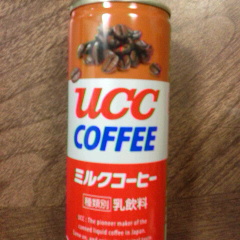 UCC
COFFEE
ミルクコーヒー
種類別 乳飲料
UCC : The pioneer maker of the
canned liquid coffee in Japan.